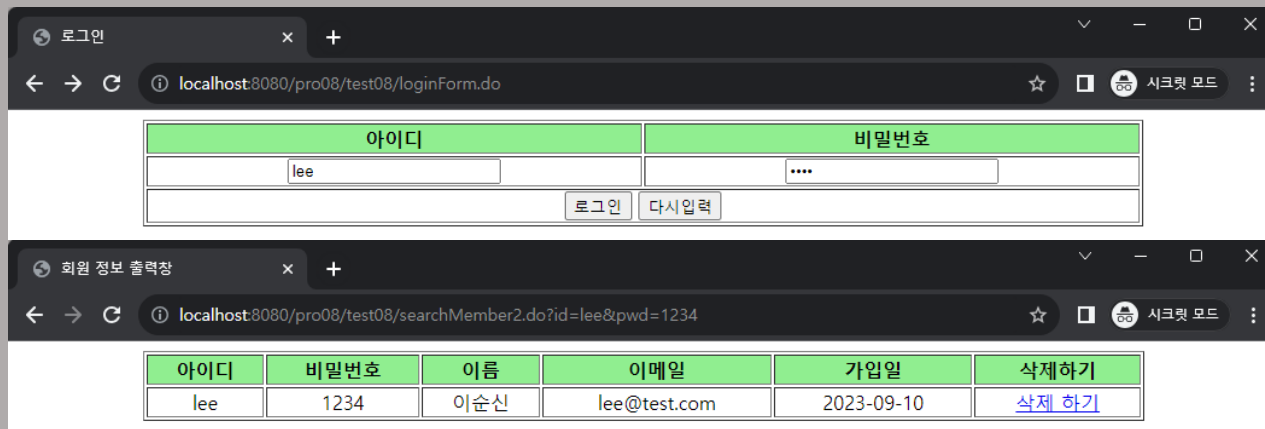 로그인
localhost:8080/pro08/test08/loginForm.do
시크릿 모드
아이디 비밀번호
lee ••••
로그인 다시입력
회원 정보 출력창
localhost:8080/pro08/test08/searchMember2.do?id=lee&pwd=1234
시크릿 모드
아이디 비밀번호 이름 이메일 가입일 삭제하기
lee 1234 이순신 lee@test.com 2023-09-10 삭제 하기